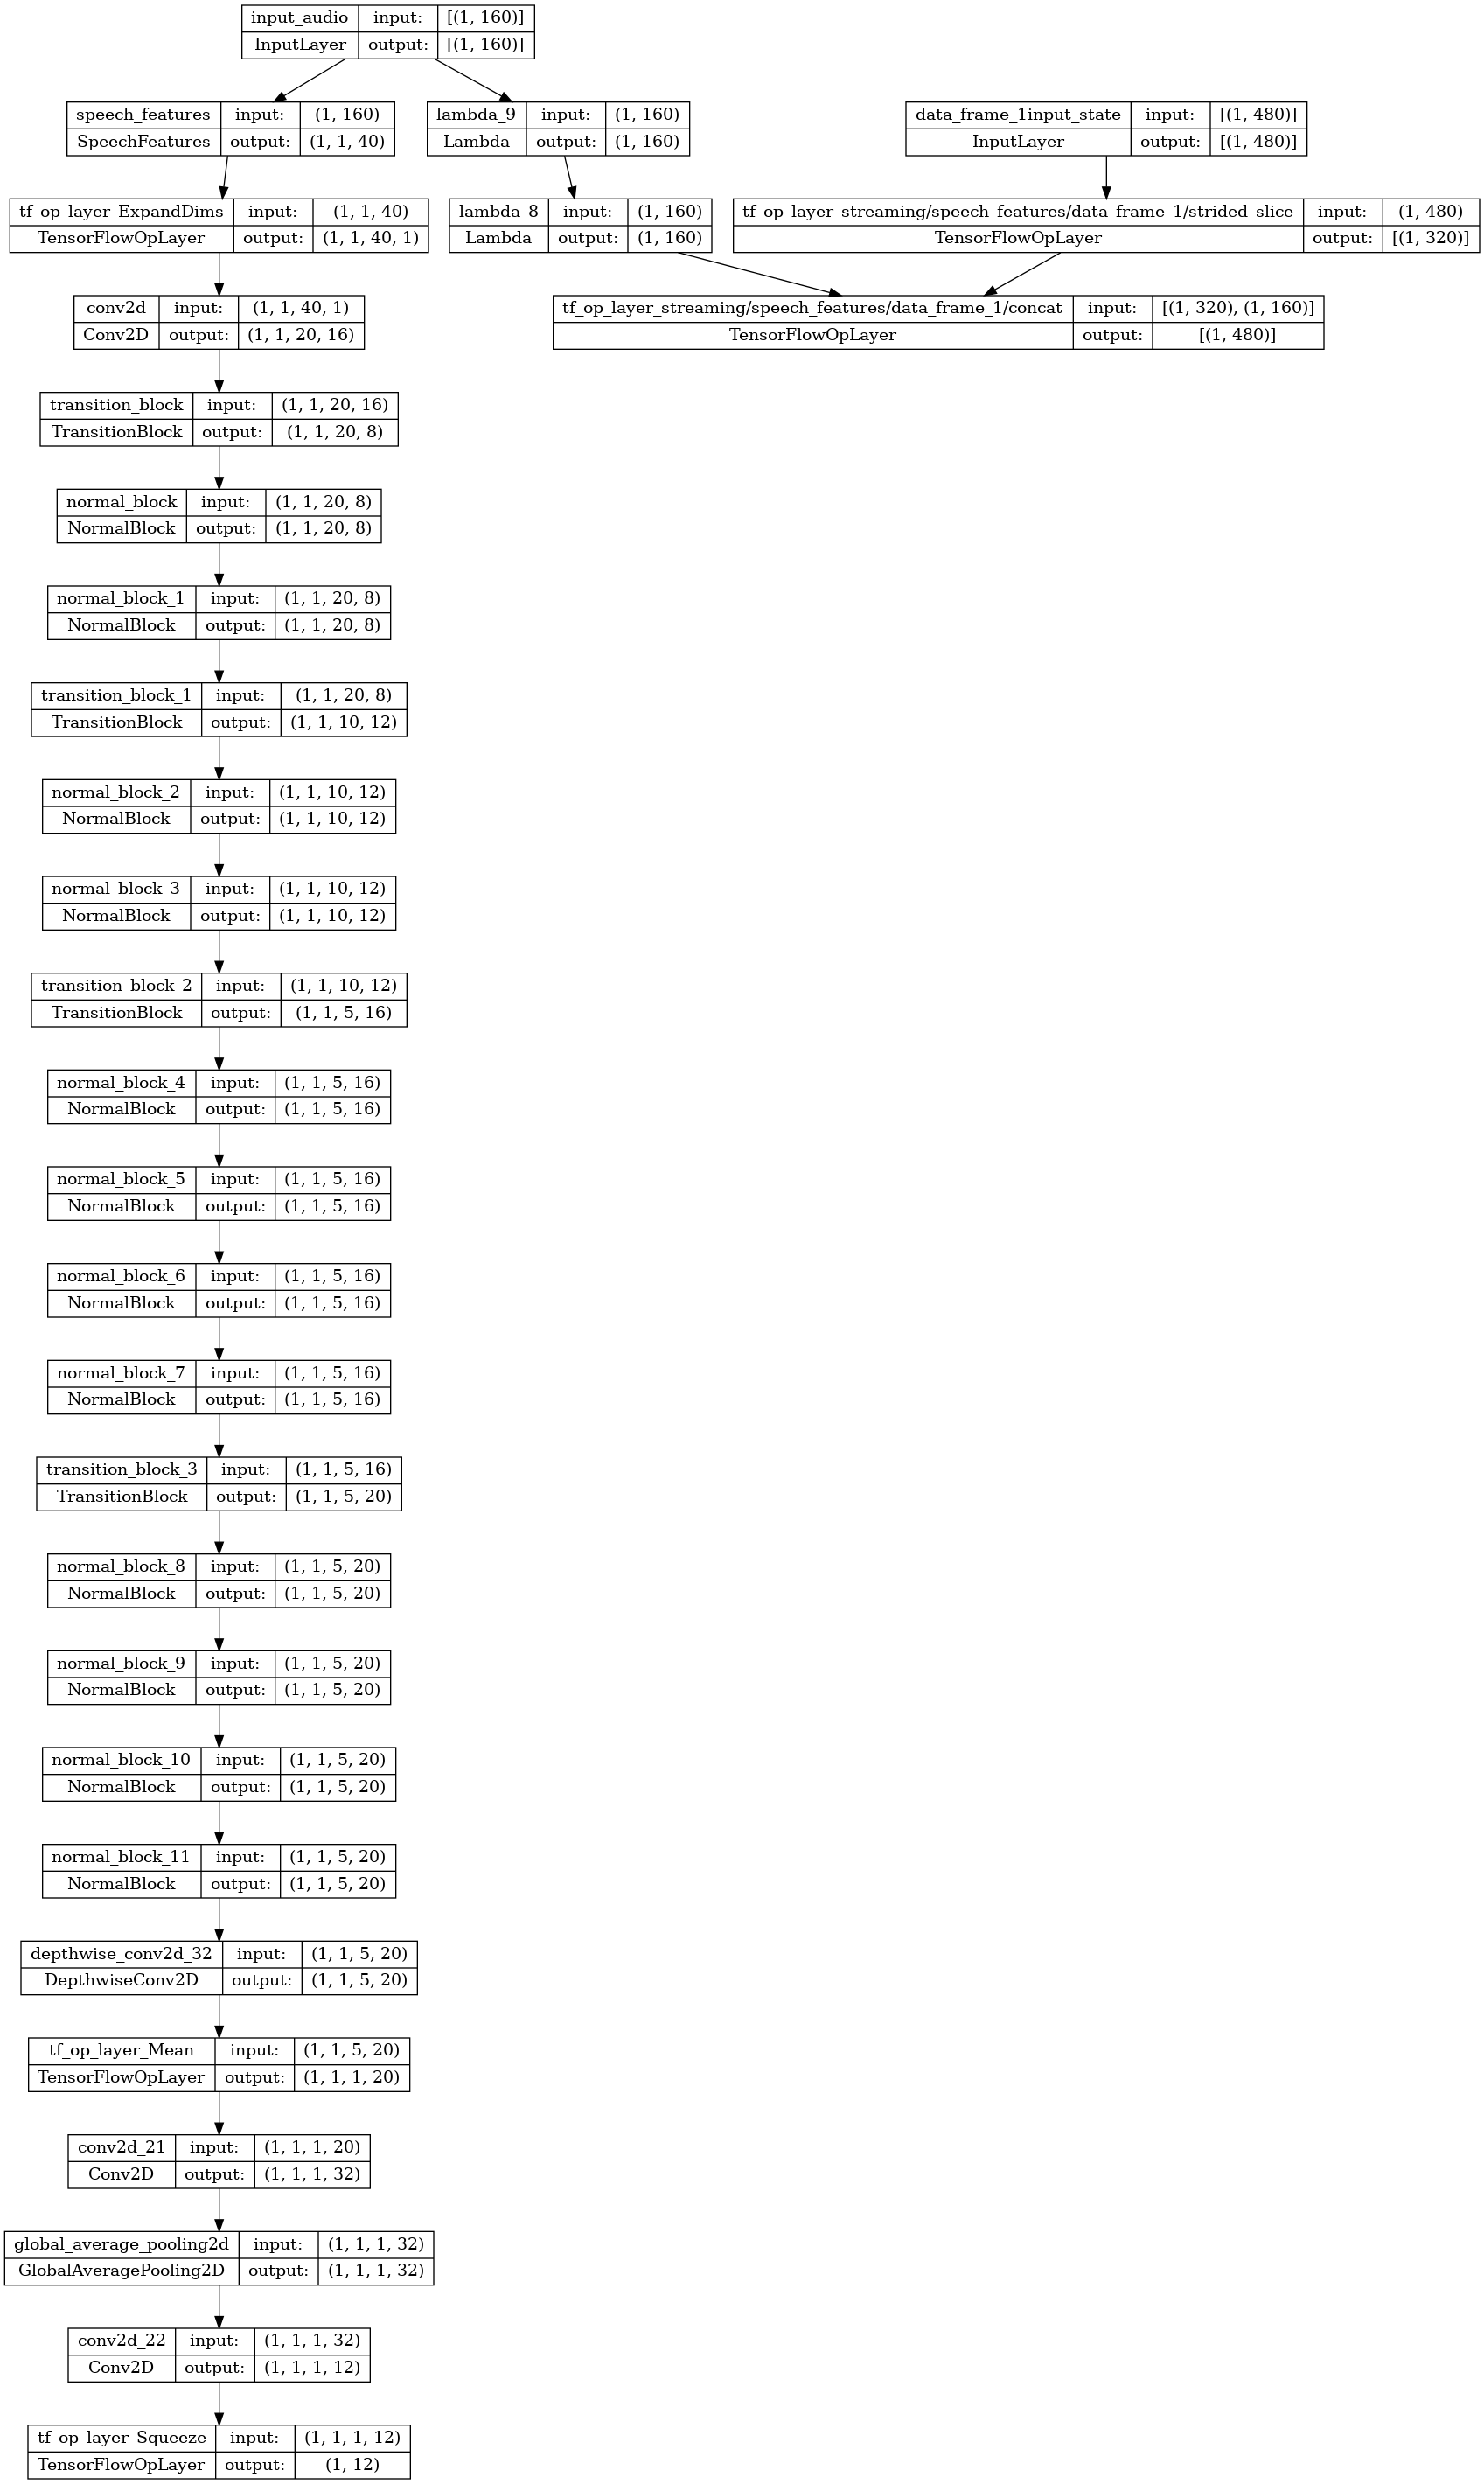 input_audio input: [(1, 160)]
InputLayer output: [(1, 160)]
speech_features input: (1, 160)
SpeechFeatures output: (1, 1, 40)
lambda_9 input: (1, 160)
Lambda output: (1, 160)
data_frame_1input_state input: [(1, 480)]
InputLayer output: [(1, 480)]
tf_op_layer_ExpandDims input: (1, 1, 40)
TensorFlowOpLayer output: (1, 1, 40, 1)
lambda_8 input: (1, 160)
Lambda output: (1, 160)
tf_op_layer_streaming/speech_features/data_frame_1/strided_slice input: (1, 480)
TensorFlowOpLayer output: [(1, 320)]
conv2d input: (1, 1, 40, 1)
Conv2D output: (1, 1, 20, 16)
tf_op_layer_streaming/speech_features/data_frame_1/concat input: [(1, 320), (1, 160)]
TensorFlowOpLayer output: [(1, 480)]
transition_block input: (1, 1, 20, 16)
TransitionBlock output: (1, 1, 20, 8)
normal_block input: (1, 1, 20, 8)
NormalBlock output: (1, 1, 20, 8)
normal_block_1 input: (1, 1, 20, 8)
NormalBlock output: (1, 1, 20, 8)
transition_block_1 input: (1, 1, 20, 8)
TransitionBlock output: (1, 1, 10, 12)
normal_block_2 input: (1, 1, 10, 12)
NormalBlock output: (1, 1, 10, 12)
normal_block_3 input: (1, 1, 10, 12)
NormalBlock output: (1, 1, 10, 12)
transition_block_2 input: (1, 1, 10, 12)
TransitionBlock output: (1, 1, 5, 16)
normal_block_4 input: (1, 1, 5, 16)
NormalBlock output: (1, 1, 5, 16)
normal_block_5 input: (1, 1, 5, 16)
NormalBlock output: (1, 1, 5, 16)
normal_block_6 input: (1, 1, 5, 16)
NormalBlock output: (1, 1, 5, 16)
normal_block_7 input: (1, 1, 5, 16)
NormalBlock output: (1, 1, 5, 16)
transition_block_3 input: (1, 1, 5, 16)
TransitionBlock output: (1, 1, 5, 20)
normal_block_8 input: (1, 1, 5, 20)
NormalBlock output: (1, 1, 5, 20)
normal_block_9 input: (1, 1, 5, 20)
NormalBlock output: (1, 1, 5, 20)
normal_block_10 input: (1, 1, 5, 20)
NormalBlock output: (1, 1, 5, 20)
normal_block_11 input: (1, 1, 5, 20)
NormalBlock output: (1, 1, 5, 20)
depthwise_conv2d_32 input: (1, 1, 5, 20)
DepthwiseConv2D output: (1, 1, 5, 20)
tf_op_layer_Mean input: (1, 1, 5, 20)
TensorFlowOpLayer output: (1, 1, 1, 20)
conv2d_21 input: (1, 1, 1, 20)
Conv2D output: (1, 1, 1, 32)
global_average_pooling2d input: (1, 1, 1, 32)
GlobalAveragePooling2D output: (1, 1, 1, 32)
conv2d_22 input: (1, 1, 1, 32)
Conv2D output: (1, 1, 1, 12)
tf_op_layer_Squeeze input: (1, 1, 1, 12)
TensorFlowOpLayer output: (1, 12)